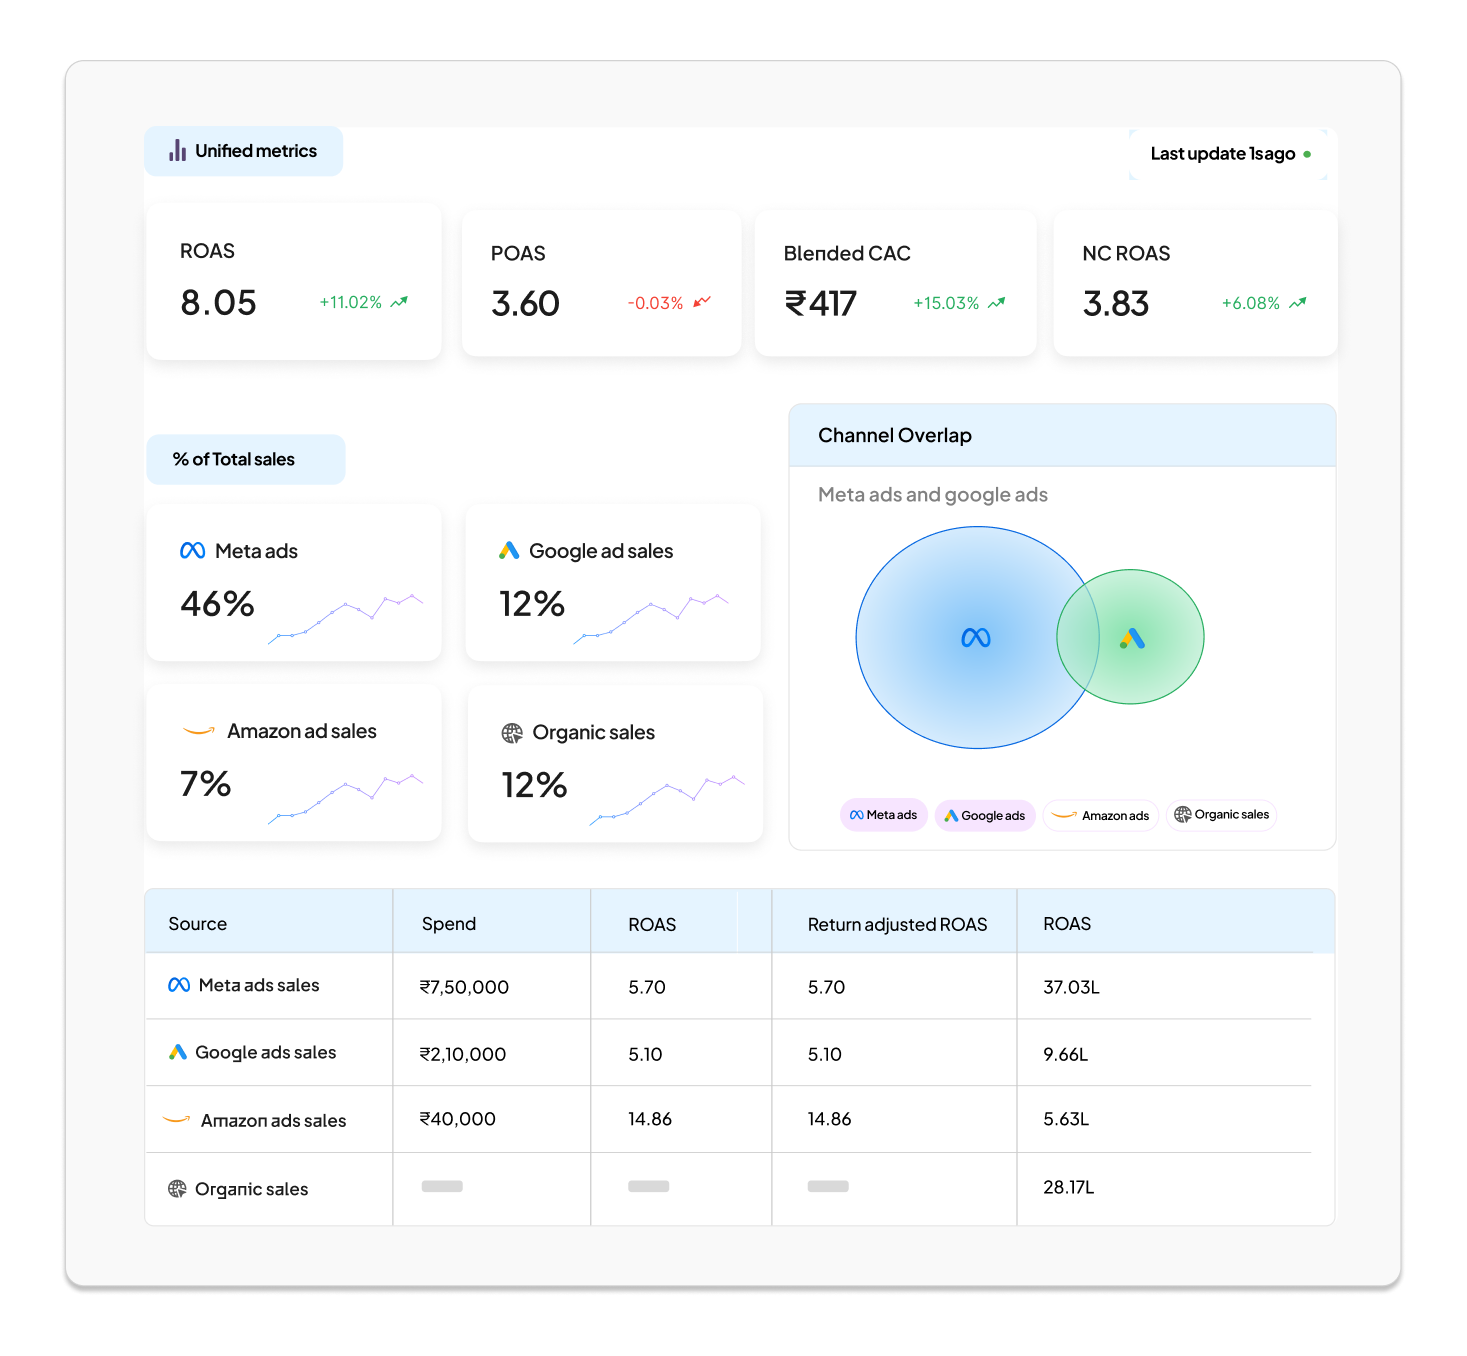 Unified metrics
Last update 1s ago
ROAS
8.05
+11.02%
POAS
3.60
-0.03%
Blended CAC
₹417
+15.03%
NC ROAS
3.83
+6.08%
% of Total sales
Meta ads
46%
Google ad sales
12%
Amazon ad sales
7%
Organic sales
12%
Channel Overlap
Meta ads and google ads
Meta ads
Google ads
Amazon ads
Organic sales
Source Spend ROAS Return adjusted ROAS ROAS
Meta ads sales ₹7,50,000 5.70 5.70 37.03L
Google ads sales ₹2,10,000 5.10 5.10 9.66L
Amazon ads sales ₹40,000 14.86 14.86 5.63L
Organic sales 28.17L